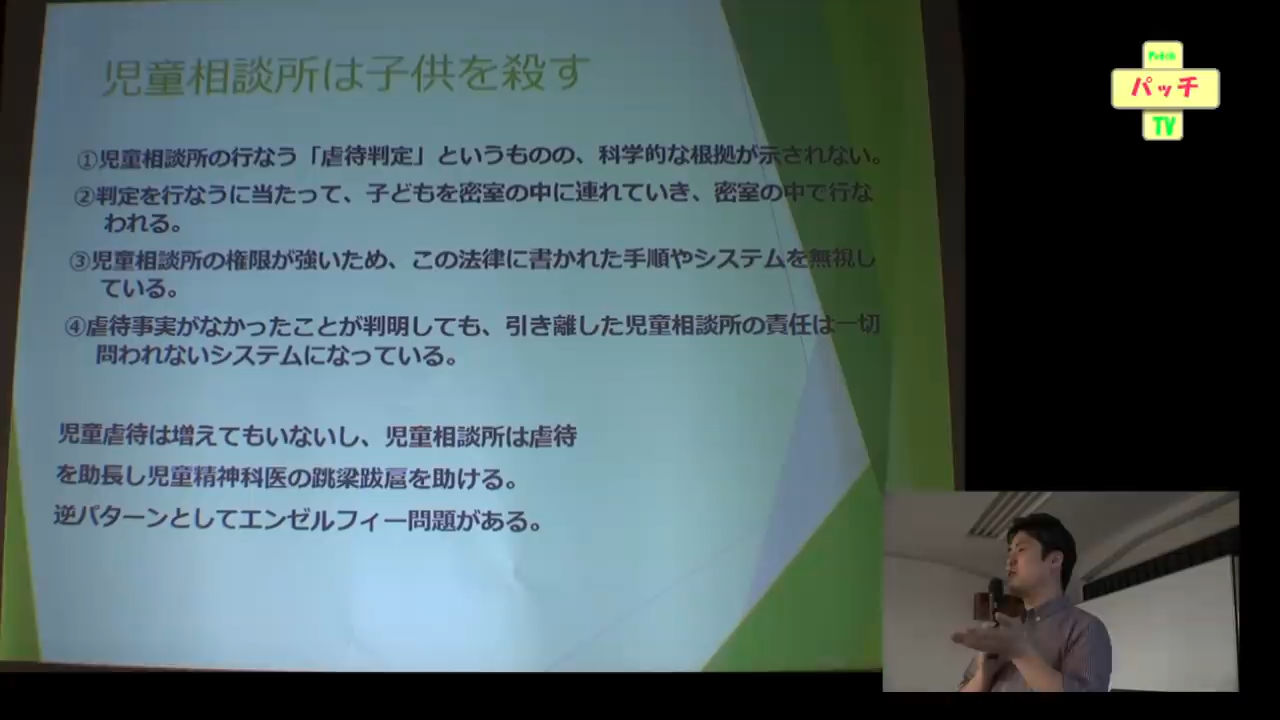 児童相談所は子供を殺す
①児童相談所の行なう「虐待判定」というものの、科学的な根拠が示されない。
②判定を行なうに当たって、子どもを密室の中に連れていき、密室の中で行な
われる。
③児童相談所の権限が強いため、この法律に書かれた手順やシステムを無視し
ている。
④虐待事実がなかったことが判明しても、引き離した児童相談所の責任は一切
問われないシステムになっている。
児童虐待は増えてもいないし、児童相談所は虐待
を助長し児童精神科医の跳梁跋扈を助ける。
逆パターンとしてエンゼルフィー問題がある。
Patch
パッチ
TV